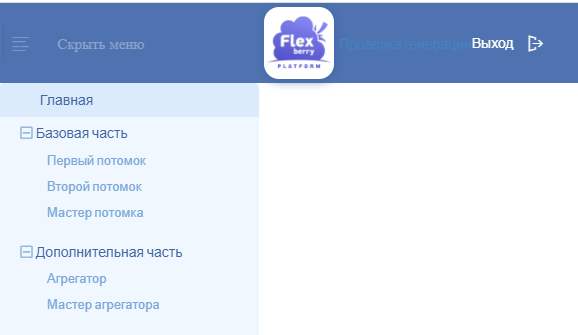 Скрыть меню
Flex
berry
PLATFORM
Проверка генерации
Выход
Главная
Базовая часть
Первый потомок
Второй потомок
Мастер потомка
Дополнительная часть
Агрегатор
Мастер агрегатора